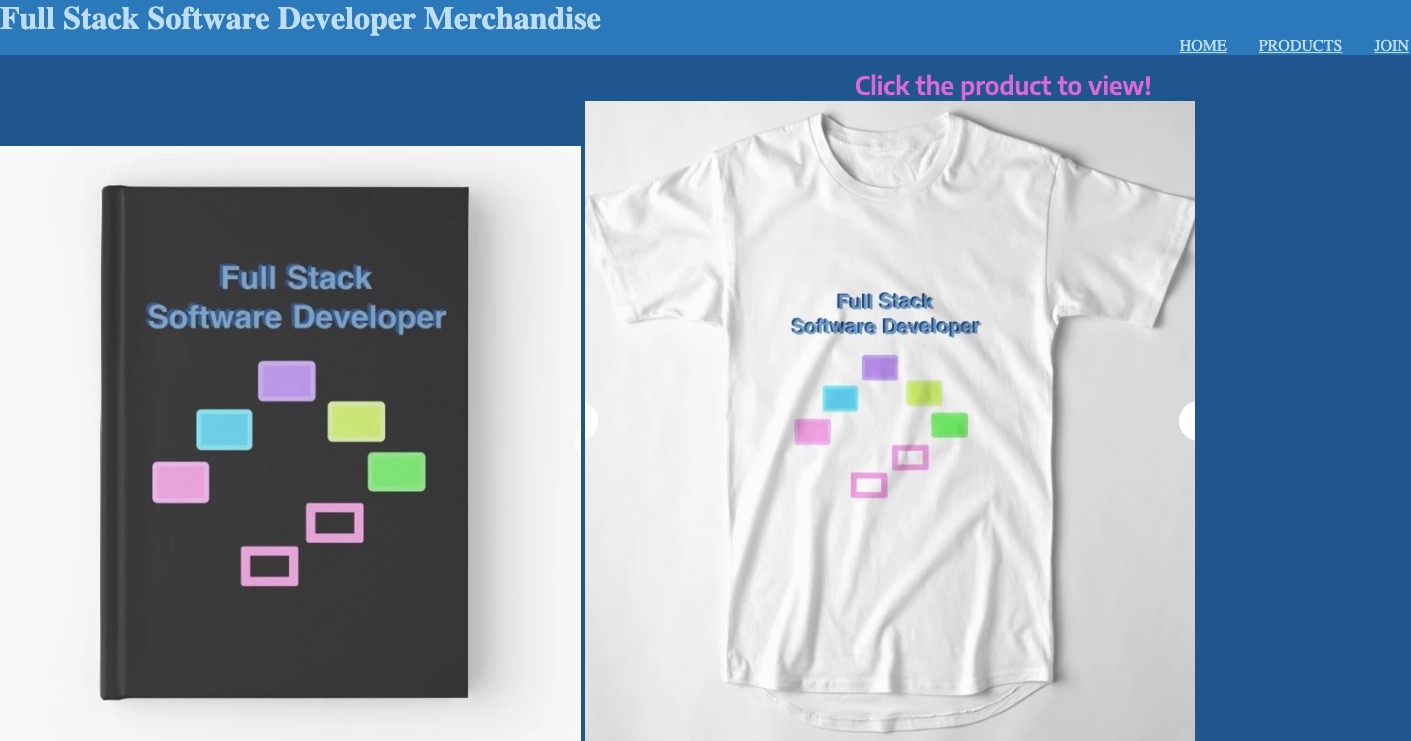 Full Stack Software Developer Merchandise
HOME PRODUCTS JOIN
Click the product to view!
Full Stack
Software Developer
Full Stack
Software Developer